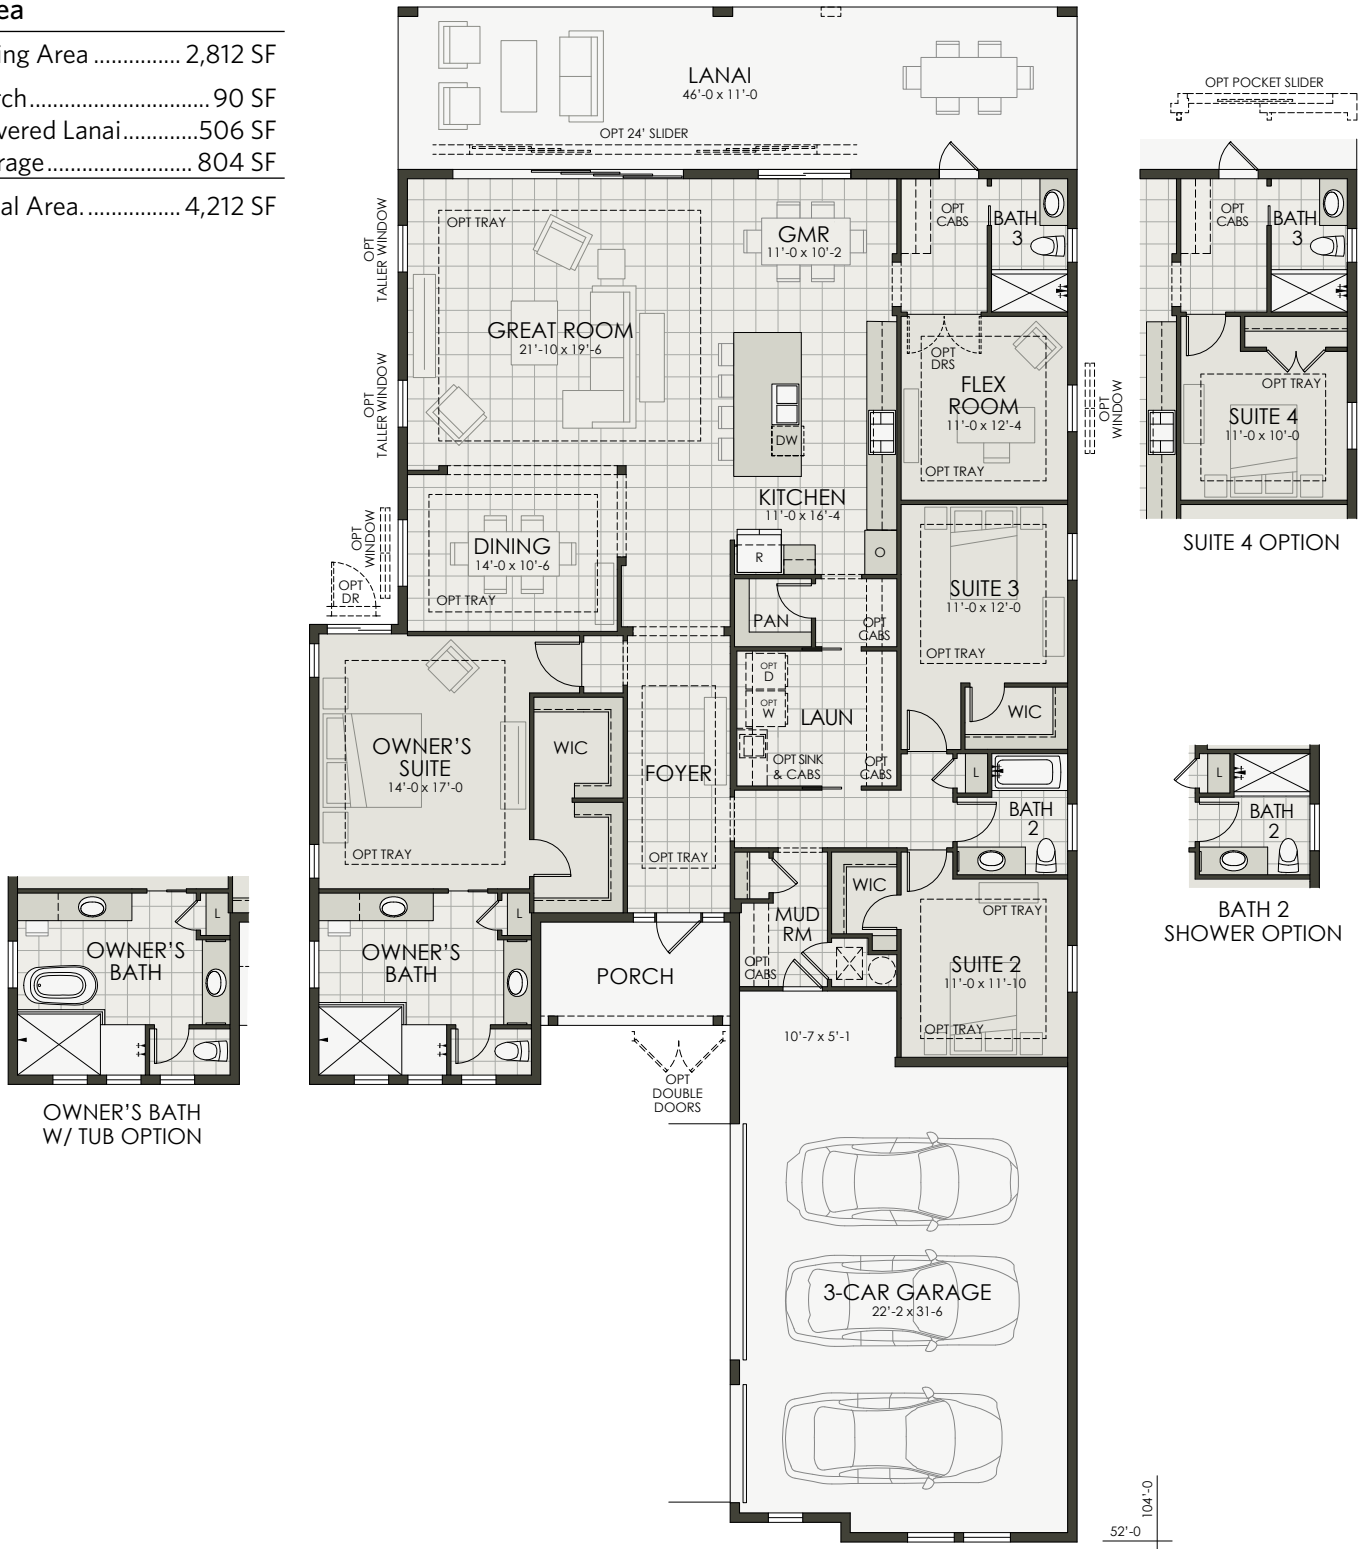 ea
ing Area ............... 2,812 SF
rch.............................. 90 SF
vered Lanai.............506 SF
rage........................ 804 SF
al Area. ................ 4,212 SF
LANAI
46'-0 x 11'-0
OPT 24' SLIDER
OPT POCKET SLIDER
OPT
TALLER WINDOW
OPT TRAY
GMR
11'-0 x 10'-2
OPT
CABS
BATH
3
OPT
CABS
BATH
3
GREAT ROOM
21'-10 x 19'-6
OPT
TALLER WINDOW
OPT
DRS
FLEX
ROOM
11'-0 x 12'-4
OPT TRAY
OPT
WINDOW
OPT TRAY
SUITE 4
11'-0 x 10'-0
SUITE 4 OPTION
DW
KITCHEN
11'-0 x 16'-4
R
O
OPT
WINDOW
OPT
DR
DINING
14'-0 x 10'-6
OPT TRAY
SUITE 3
11'-0 x 12'-0
OPT TRAY
PAN
OPT
CABS
OPT
D
OPT
W
LAUN
OPT SINK
& CABS
OPT
CABS
WIC
OWNER'S
SUITE
14'-0 x 17'-0
OPT TRAY
WIC
FOYER
OPT TRAY
L
BATH
2
L
BATH
2
BATH 2
SHOWER OPTION
WIC
MUD
RM
OPT
CABS
OPT TRAY
SUITE 2
11'-0 x 11'-10
OPT TRAY
L
OWNER'S
BATH
OWNER'S BATH
W/ TUB OPTION
L
OWNER'S
BATH
PORCH
OPT
DOUBLE
DOORS
10'-7 x 5'-1
3-CAR GARAGE
22'-2 x 31-6
104'-0
52'-0